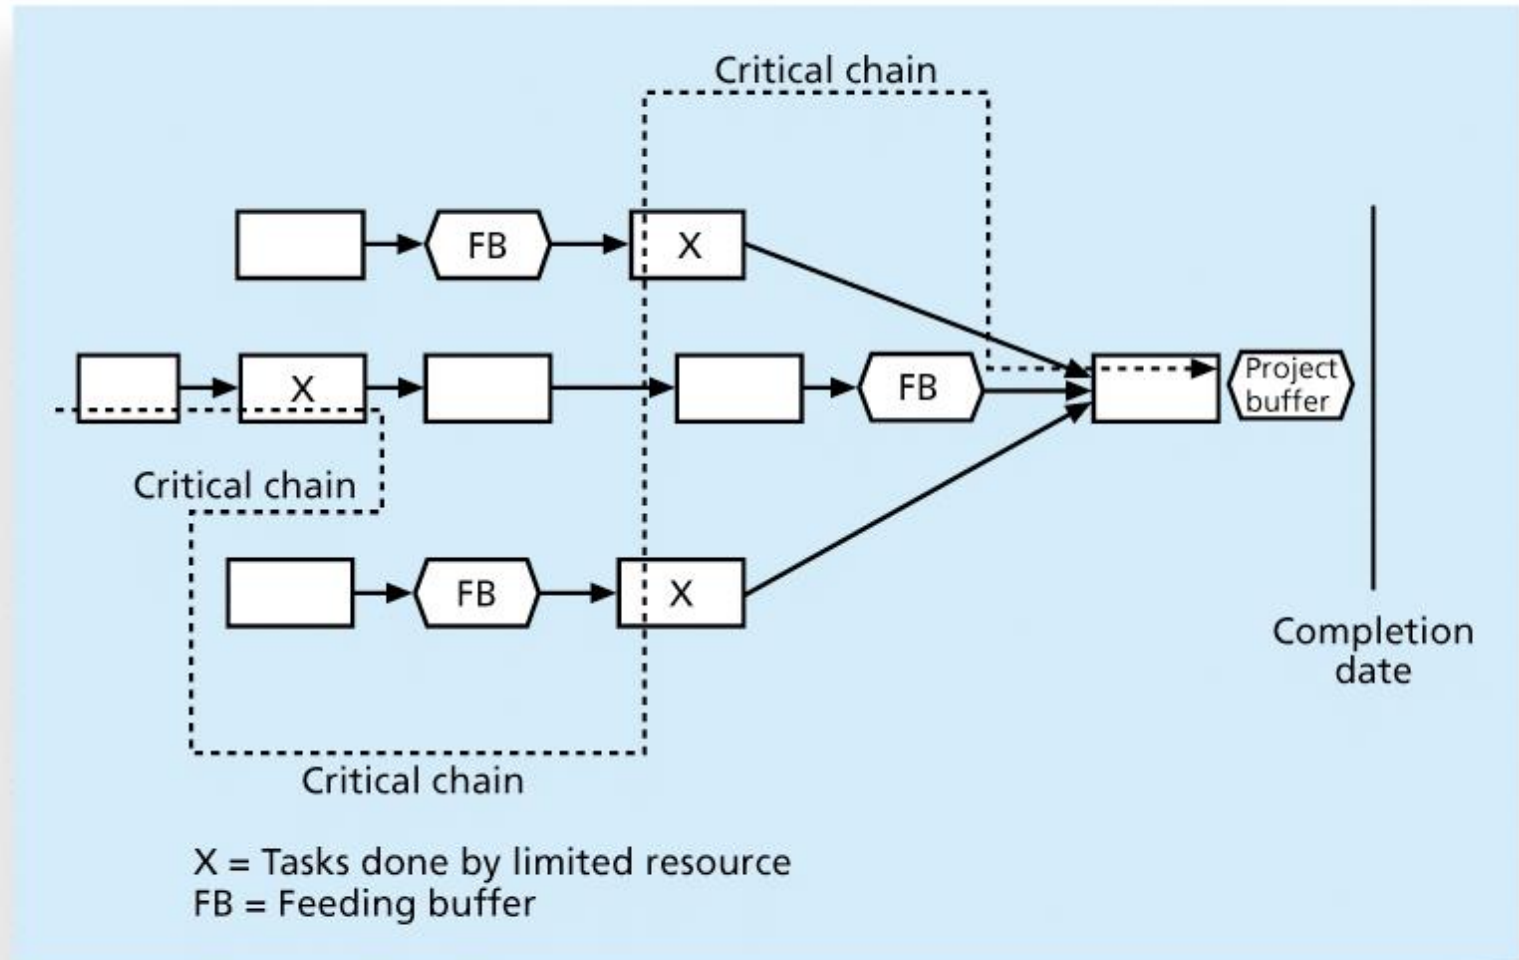 Critical chain
FB
X
X
FB
Project
buffer
Critical chain
FB
X
Completion
date
Critical chain
X = Tasks done by limited resource
FB = Feeding buffer